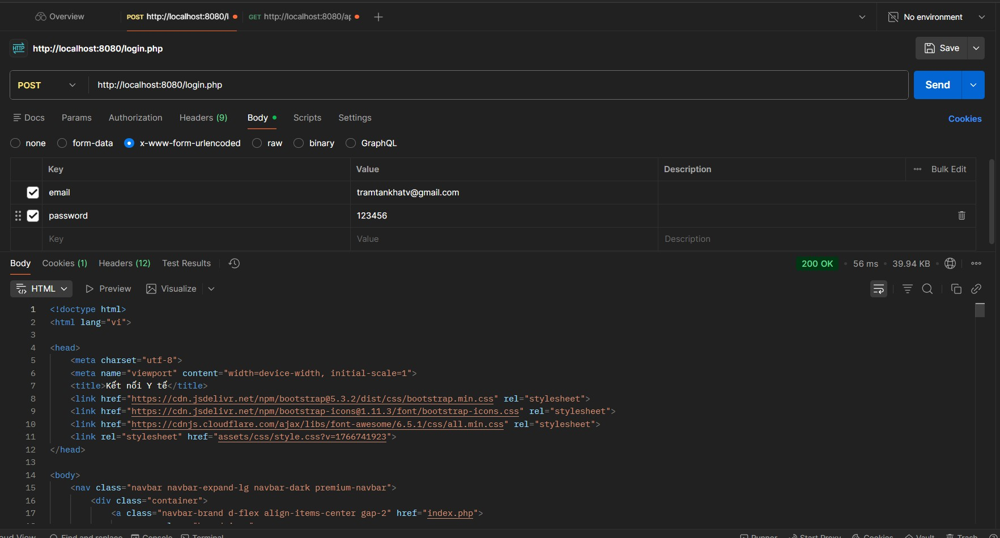 Overview
POST http://localhost:8080/l
GET http://localhost:8080/ap
No environment
HTTP http://localhost:8080/login.php
Save
POST http://localhost:8080/login.php
Send
Docs Params Authorization Headers (9) Body Scripts Settings
Cookies
none form-data x-www-form-urlencoded raw binary GraphQL
Key Value Description Bulk Edit
email tramtankhatv@gmail.com
password 123456
Key Value Description
Body Cookies (1) Headers (12) Test Results
200 OK 56 ms 39.94 KB
HTML Preview Visualize
1 <!doctype html>
2 <html lang="vi">
3
4 <head>
5 <meta charset="utf-8">
6 <meta name="viewport" content="width=device-width, initial-scale=1">
7 <title>Kết nối Y tế</title>
8 <link href="https://cdn.jsdelivr.net/npm/bootstrap@5.3.2/dist/css/bootstrap.min.css" rel="stylesheet">
9 <link href="https://cdn.jsdelivr.net/npm/bootstrap-icons@1.11.3/font/bootstrap-icons.css" rel="stylesheet">
10 <link href="https://cdnjs.cloudflare.com/ajax/libs/font-awesome/6.5.1/css/all.min.css" rel="stylesheet">
11 <link rel="stylesheet" href="assets/css/style.css?v=1766741923">
12 </head>
13
14 <body>
15 <nav class="navbar navbar-expand-lg navbar-dark premium-navbar">
16 <div class="container">
17 <a class="navbar-brand d-flex align-items-center gap-2" href="index.php">
View Find and replace Console Terminal
Runner Start Proxy Cookies Vault Trash